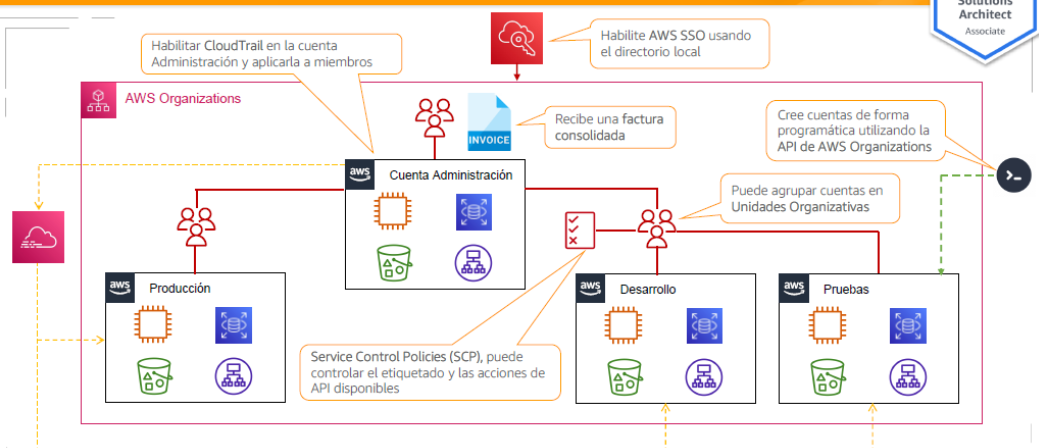 Solutions
Architect
Associate
Habilitar CloudTrail en la cuenta
Administración y aplicarla a miembros
Habilite AWS SSO usando
el directorio local
AWS Organizations
INVOICE
Recibe una factura
consolidada
Cree cuentas de forma
programática utilizando la
API de AWS Organizations
>_
aws
Cuenta Administración
Puede agrupar cuentas en
Unidades Organizativas
aws
Producción
aws
Desarrollo
aws
Pruebas
Service Control Policies (SCP), puede
controlar el etiquetado y las acciones de
API disponibles